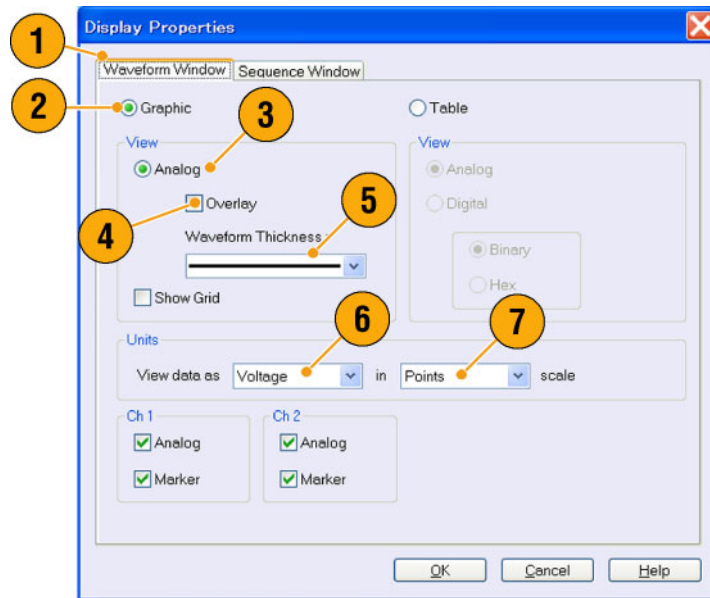 Display Properties
1
Waveform Window Sequence Window
2
Graphic
3
Table
View
View
Analog
Analog
4
Overlay
5
Digital
Waveform Thickness :
Binary
Show Grid
Hex
6
7
Units
View data as Voltage in Points scale
Ch 1
Ch 2
Analog
Analog
Marker
Marker
OK
Cancel
Help